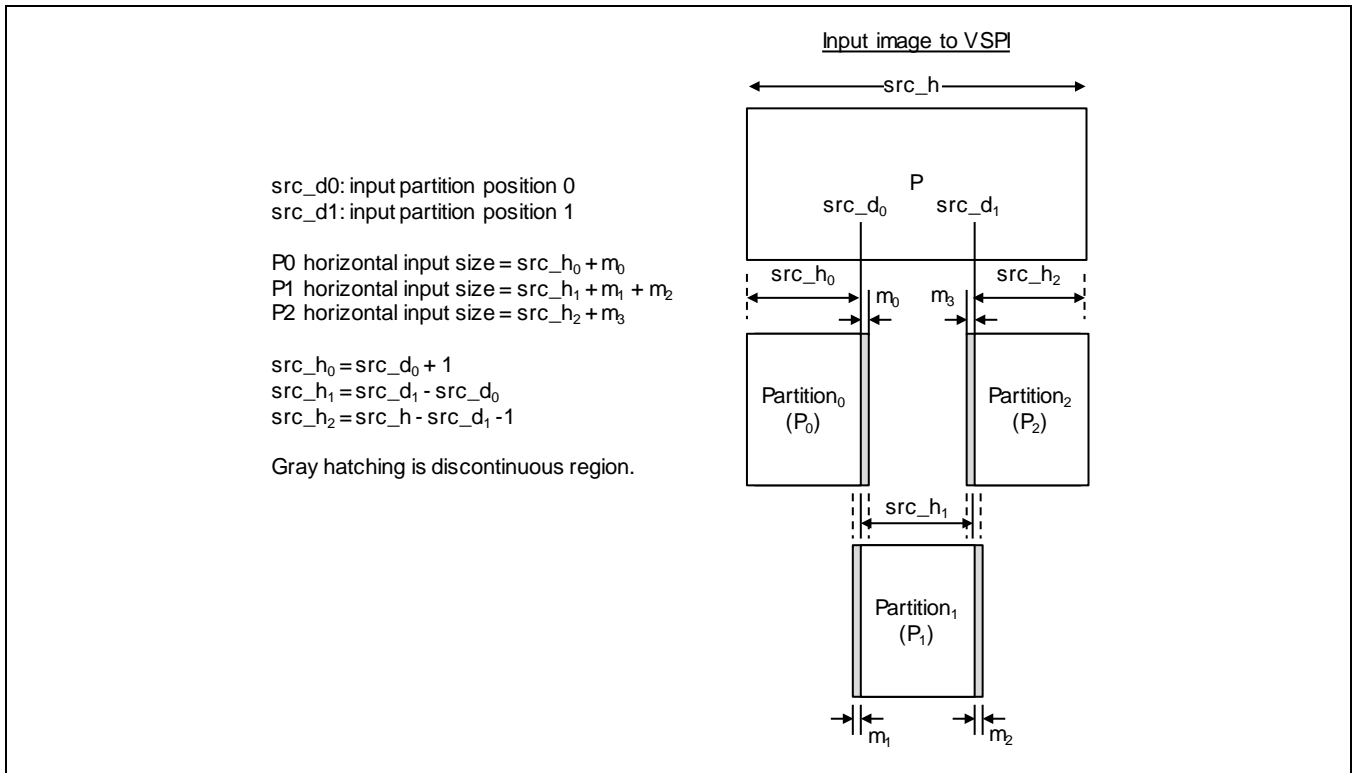 Input image to VSPI
src_h
P
src_d0: input partition position 0
src_d1: input partition position 1
src_d₀ src_d₁
P0 horizontal input size = src_h₀ + m₀
P1 horizontal input size = src_h₁ + m₁ + m₂
P2 horizontal input size = src_h₂ + m₃
src_h₀ src_h₂
m₀ m₃
src_h₀ = src_d₀ + 1
src_h₁ = src_d₁ - src_d₀
src_h₂ = src_h - src_d₁ -1
Gray hatching is discontinuous region.
Partition₀
(P₀)
Partition₂
(P₂)
src_h₁
Partition₁
(P₁)
m₁ m₂